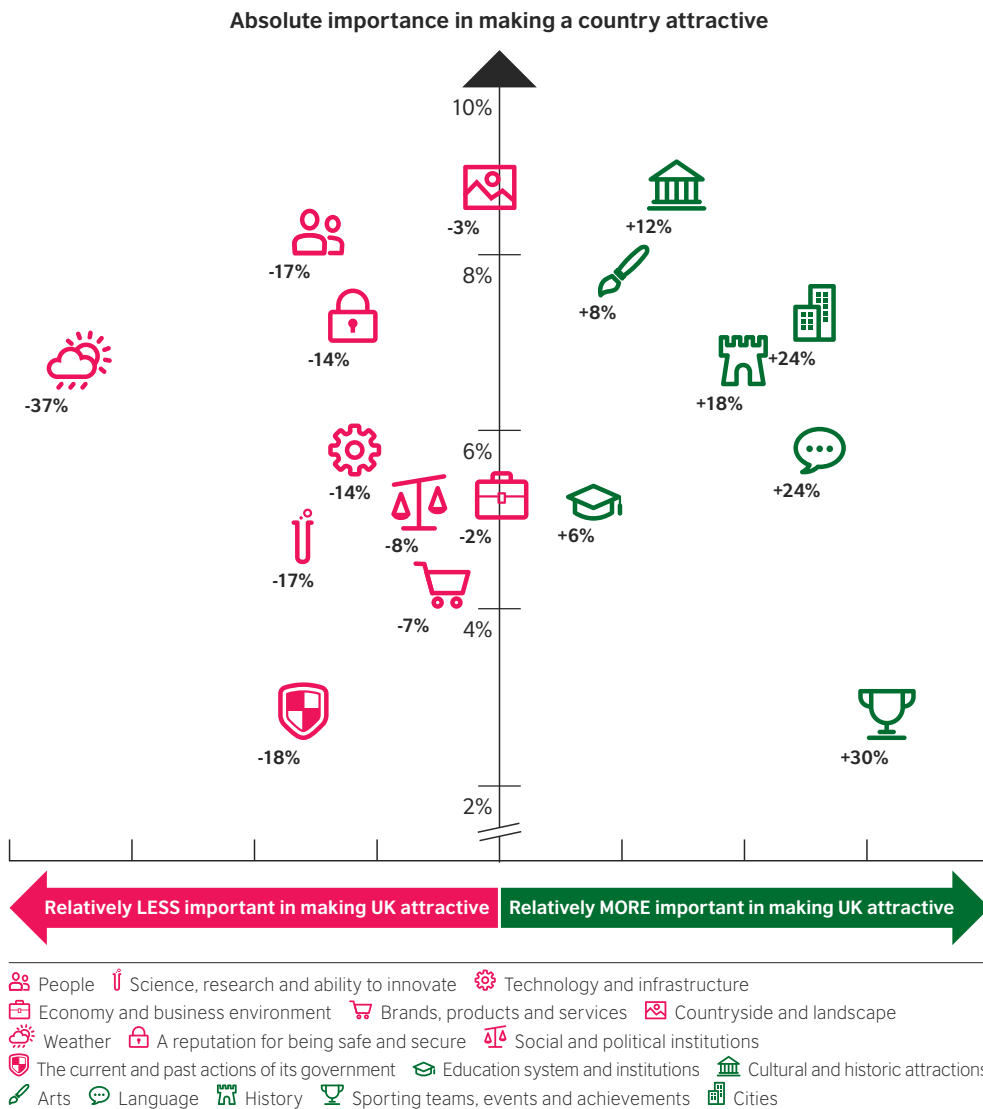 Absolute importance in making a country attractive
10%
-3%
+12%
-17%
8%
+8%
-14%
+24%
-37%
+18%
6%
-14%
+24%
-8%
-2%
+6%
-17%
-7%
4%
-18%
+30%
2%
Relatively LESS important in making UK attractive
Relatively MORE important in making UK attractive
People Science, research and ability to innovate Technology and infrastructure
Economy and business environment Brands, products and services Countryside and landscape
Weather A reputation for being safe and secure Social and political institutions
The current and past actions of its government Education system and institutions Cultural and historic attractions
Arts Language History Sporting teams, events and achievements Cities